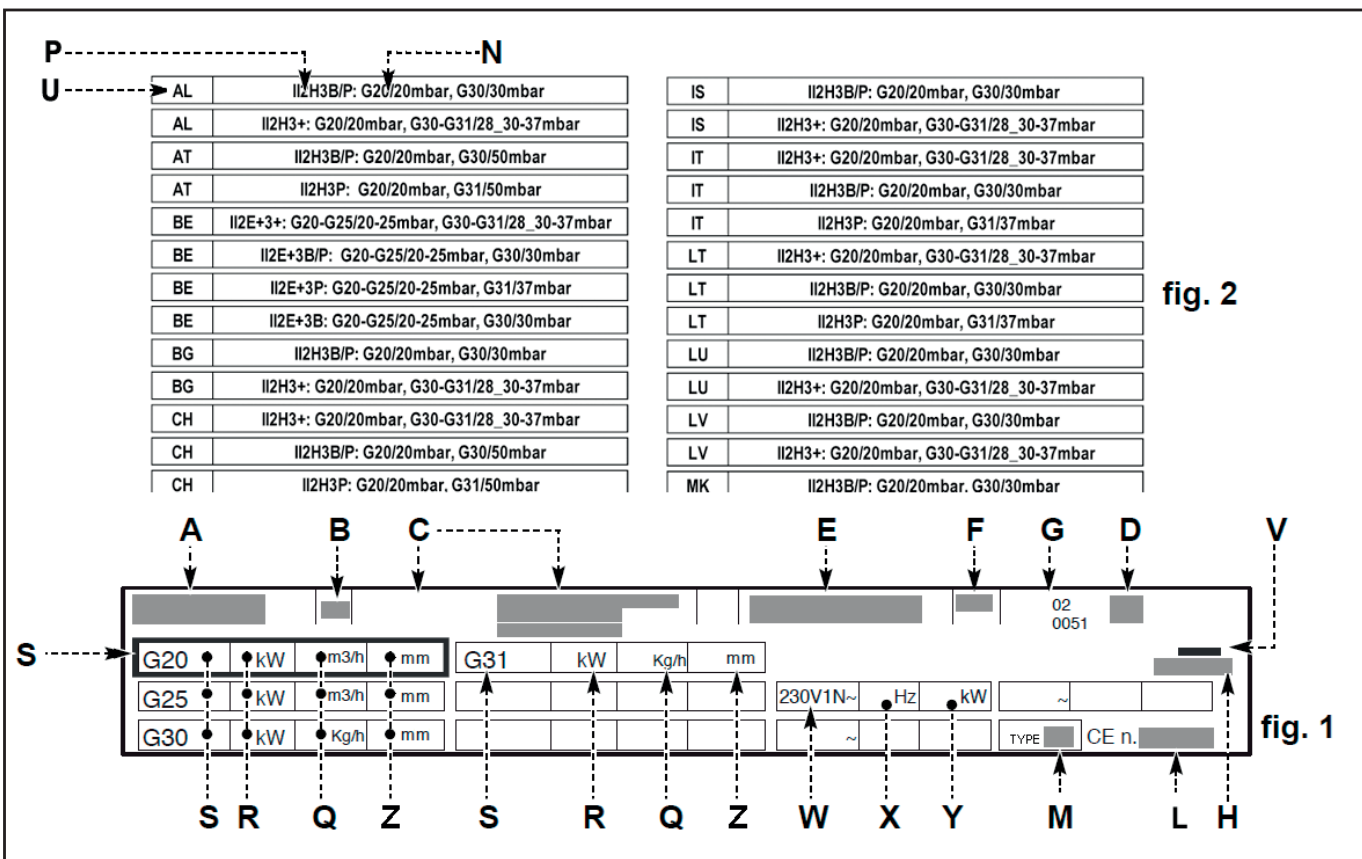 P N
U
AL II2H3B/P: G20/20mbar, G30/30mbar
AL II2H3+: G20/20mbar, G30-G31/28_30-37mbar
AT II2H3B/P: G20/20mbar, G30/50mbar
AT II2H3P: G20/20mbar, G31/50mbar
BE II2E+3+: G20-G25/20-25mbar, G30-G31/28_30-37mbar
BE II2E+3B/P: G20-G25/20-25mbar, G30/30mbar
BE II2E+3P: G20-G25/20-25mbar, G31/37mbar
BE II2E+3B: G20-G25/20-25mbar, G30/30mbar
BG II2H3B/P: G20/20mbar, G30/30mbar
BG II2H3+: G20/20mbar, G30-G31/28_30-37mbar
CH II2H3+: G20/20mbar, G30-G31/28_30-37mbar
CH II2H3B/P: G20/20mbar, G30/50mbar
CH II2H3P: G20/20mbar, G31/50mbar
IS II2H3B/P: G20/20mbar, G30/30mbar
IS II2H3+: G20/20mbar, G30-G31/28_30-37mbar
IT II2H3+: G20/20mbar, G30-G31/28_30-37mbar
IT II2H3B/P: G20/20mbar, G30/30mbar
IT II2H3P: G20/20mbar, G31/37mbar
LT II2H3+: G20/20mbar, G30-G31/28_30-37mbar
LT II2H3B/P: G20/20mbar, G30/30mbar
LT II2H3P: G20/20mbar, G31/37mbar
LU II2H3B/P: G20/20mbar, G30/30mbar
LU II2H3+: G20/20mbar, G30-G31/28_30-37mbar
LV II2H3B/P: G20/20mbar, G30/30mbar
LV II2H3+: G20/20mbar, G30-G31/28_30-37mbar
MK II2H3B/P: G20/20mbar, G30/30mbar
fig. 2
A B C E F G D V
02
0051
S G20 kW m3/h mm G31 kW Kg/h mm
G25 kW m3/h mm 230V1N~ Hz kW ~
G30 kW Kg/h mm ~ TYPE CE n.
fig. 1
S R Q Z S R Q Z W X Y M L H